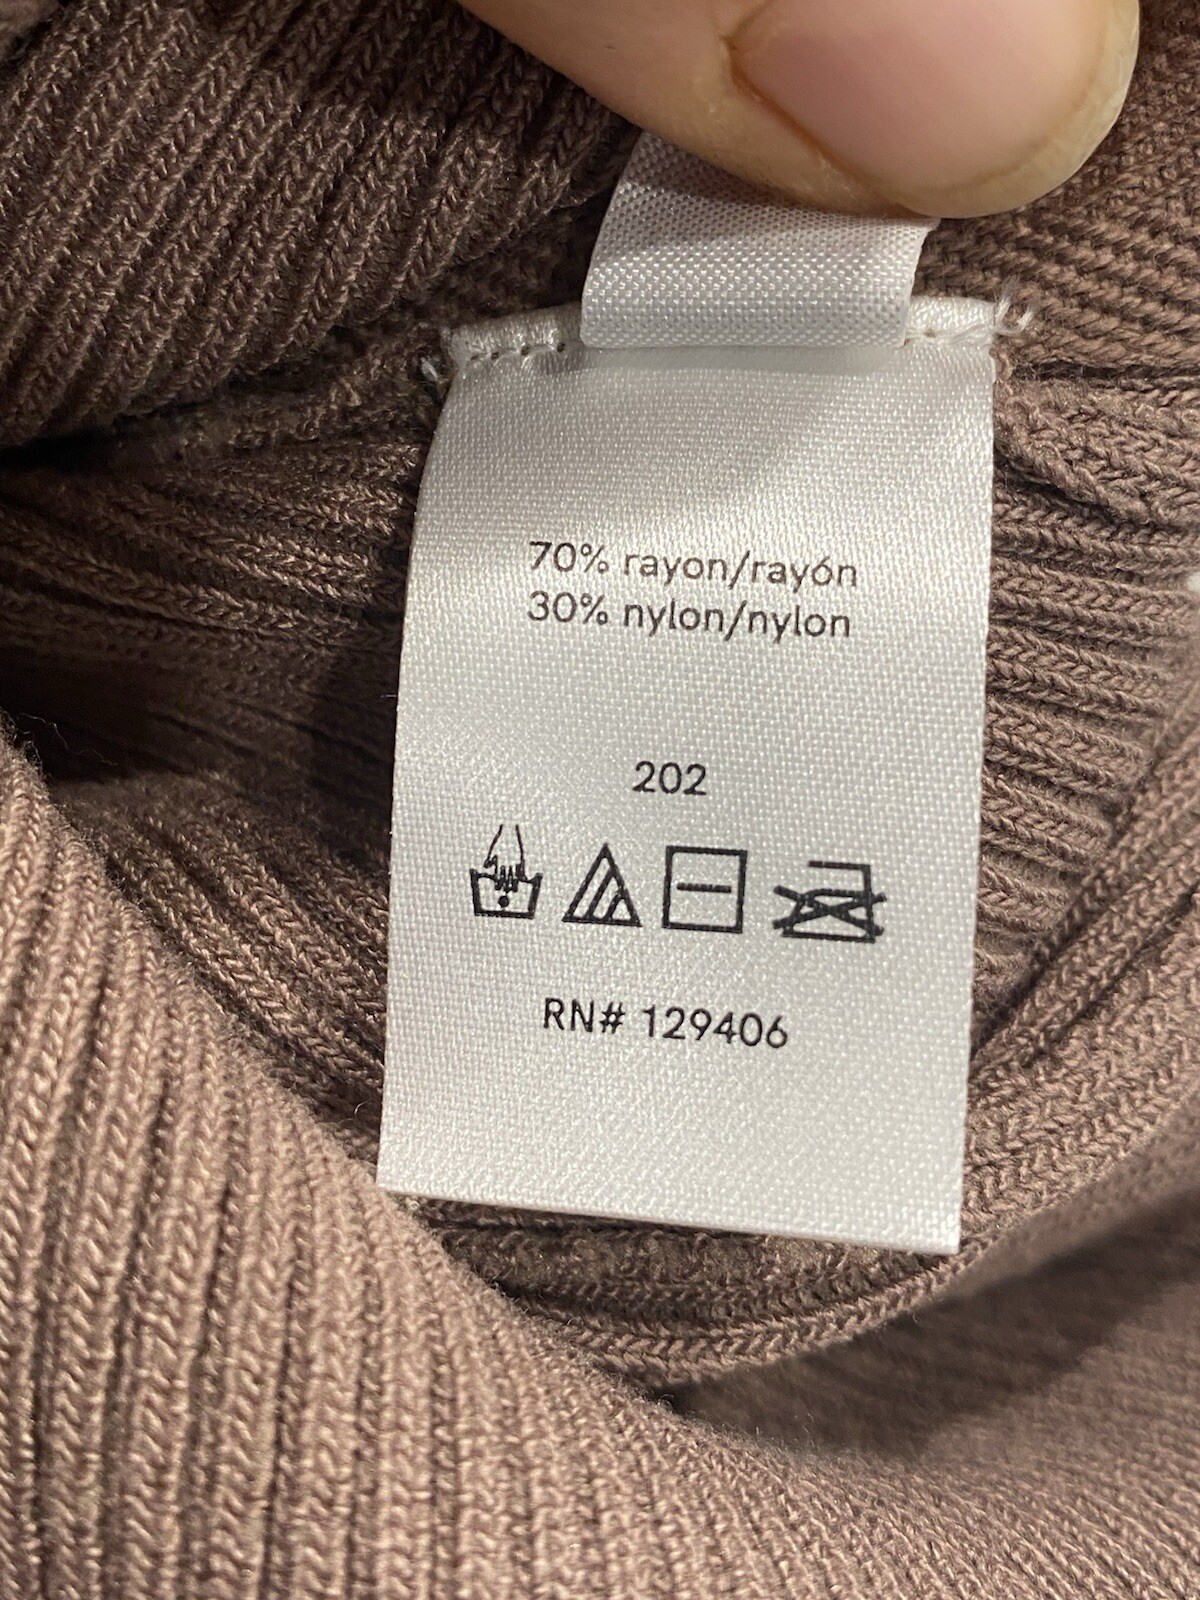 70% rayon/rayón
30% nylon/nylon
202
RN# 129406